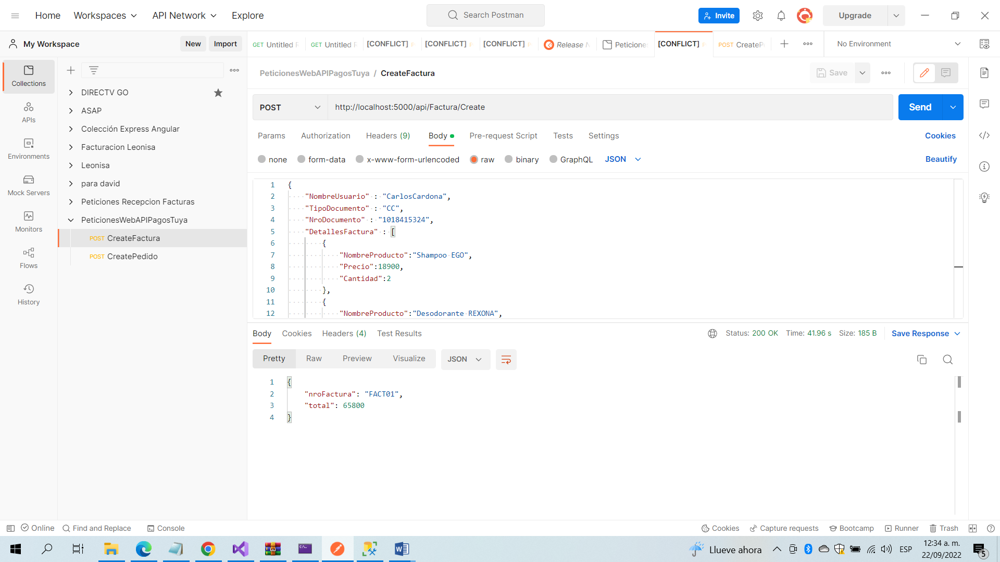 Home Workspaces API Network Explore Search Postman Invite Upgrade
My Workspace New Import
GET Untitled GET Untitled [CONFLICT] [CONFLICT] [CONFLICT] Release Peticione [CONFLICT] POST CreateP No Environment
PeticionesWebAPIPagosTuya / CreateFactura Save
POST http://localhost:5000/api/Factura/Create Send
Params Authorization Headers (9) Body Pre-request Script Tests Settings Cookies
none form-data x-www-form-urlencoded raw binary GraphQL JSON Beautify
Collections
APIs
Environments
Mock Servers
Monitors
Flows
History
DIRECTV GO
ASAP
Colección Express Angular
Facturacion Leonisa
Leonisa
para david
Peticiones Recepcion Facturas
PeticionesWebAPIPagosTuya
POST CreateFactura
POST CreatePedido
1 {
2 "NombreUsuario" : "CarlosCardona",
3 "TipoDocumento" : "CC",
4 "NroDocumento" : "1018415324",
5 "DetallesFactura" : [
6 {
7 "NombreProducto":"Shampoo EGO",
8 "Precio":18900,
9 "Cantidad":2
10 },
11 {
12 "NombreProducto":"Desodorante REXONA",
Body Cookies Headers (4) Test Results Status: 200 OK Time: 41.96 s Size: 185 B Save Response
Pretty Raw Preview Visualize JSON
1 {
2 "nroFactura": "FACT01",
3 "total": 65800
4 }
Online Find and Replace Console Cookies Capture requests Bootcamp Runner Trash
Llueve ahora ESP 12:34 a. m.
22/09/2022 5